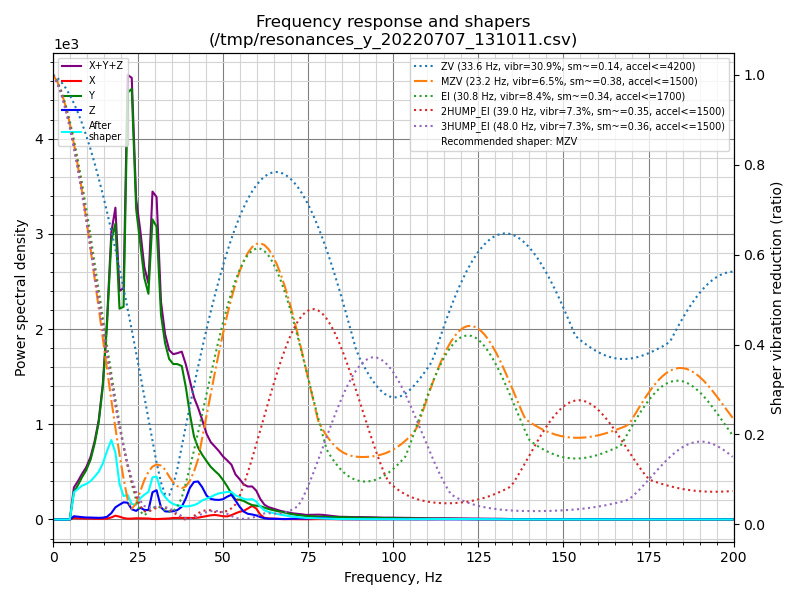 Frequency response and shapers
(/tmp/resonances_y_20220707_131011.csv)
1e3
X+Y+Z
X
Y
Z
After
shaper
ZV (33.6 Hz, vibr=30.9%, sm~=0.14, accel<=4200)
MZV (23.2 Hz, vibr=6.5%, sm~=0.38, accel<=1500)
EI (30.8 Hz, vibr=8.4%, sm~=0.34, accel<=1700)
2HUMP_EI (39.0 Hz, vibr=7.3%, sm~=0.35, accel<=1500)
3HUMP_EI (48.0 Hz, vibr=7.3%, sm~=0.36, accel<=1500)
Recommended shaper: MZV
4
3
2
1
0
Power spectral density
1.0
0.8
0.6
0.4
0.2
0.0
Shaper vibration reduction (ratio)
0 25 50 75 100 125 150 175 200
Frequency, Hz